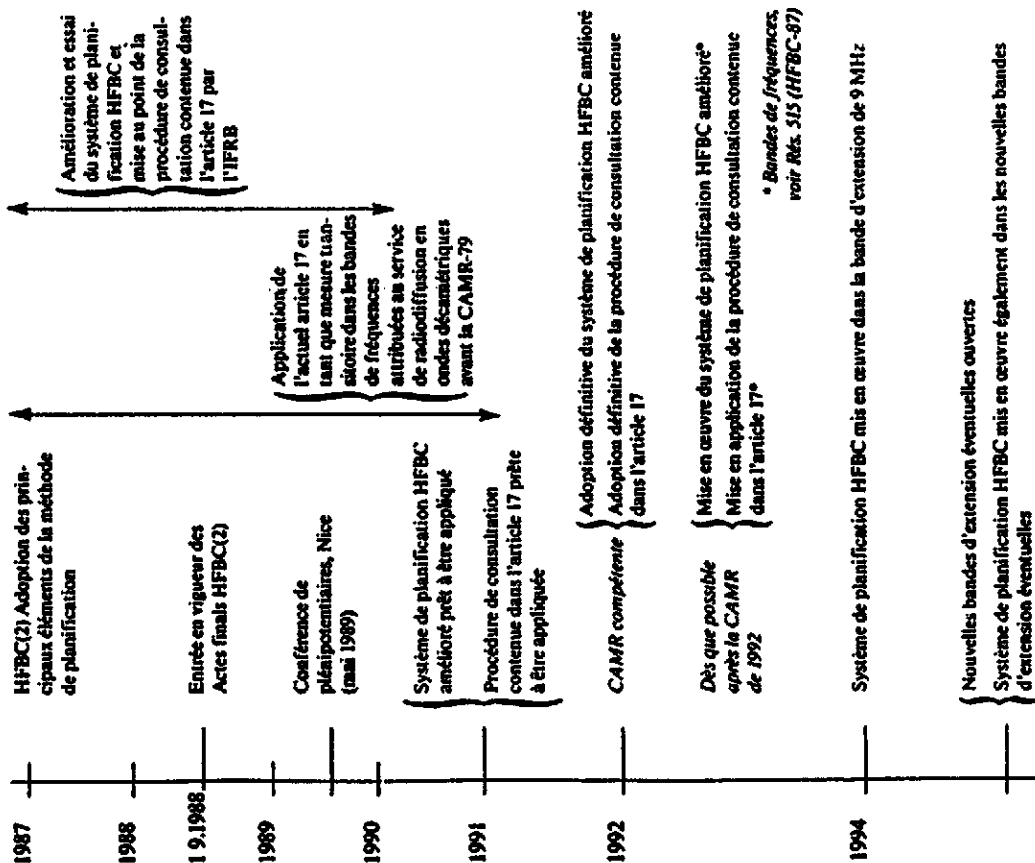 1987
HFBC(2) Adoption des prin-
cipaux éléments de la méthode
de planification
1988
1 9.1988
Entrée en vigueur des
Actes finals HFBC(2)
1989
Conférence de
plénipotentiaires, Nice
(mai 1989)
1990
1991
Système de planification HFBC
amélioré prêt à être appliqué
Procédure de consultation
contenue dans l'article 17 prête
à être appliquée
Application de
l'actuel article 17 en
tant que mesure tran-
sitoire dans les bandes
de fréquences
attribuées au service
de radiodiffusion en
ondes décamétriques
avant la CAMR-79
Amélioration et essai
du système de plani-
fication HFBC et
mise au point de la
procédure de consul-
tation contenue dans
l'article 17 par
l'IFRB
1992
CAMR compétente
Adoption définitive du système de planification HFBC amélioré
Adoption définitive de la procédure de consultation contenue
dans l'article 17
Dès que possible
après la CAMR
de 1992
Mise en œuvre du système de planification HFBC amélioré*
Mise en application de la procédure de consultation contenue
dans l'article 17*
* Bandes de fréquences,
voir Rés. 515 (HFBC-87)
1994
Système de planification HFBC mis en œuvre dans la bande d'extension de 9 MHz
Nouvelles bandes d'extension éventuelles ouvertes
Système de planification HFBC mis en œuvre également dans les nouvelles bandes
d'extension éventuelles